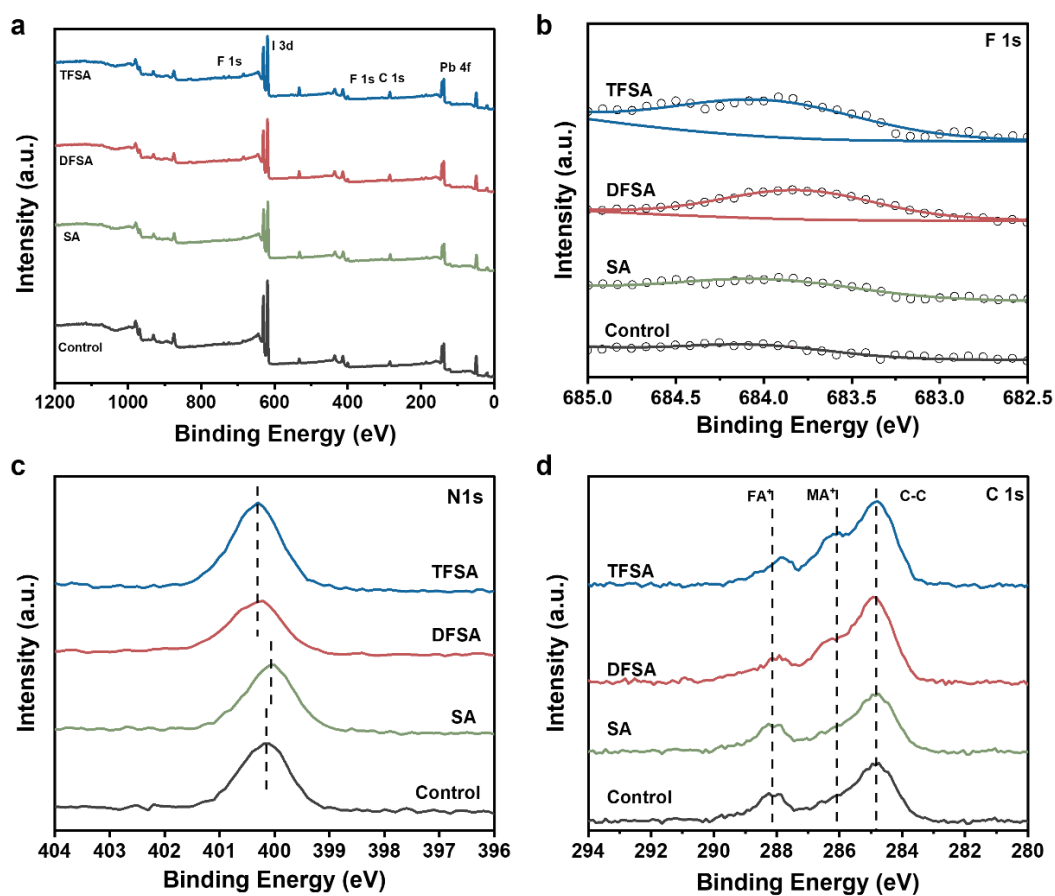 a
F 1s
I 3d
F 1s C 1s
Pb 4f
TFSA
DFSA
SA
Control
Intensity (a.u.)
1200 1000 800 600 400 200 0
Binding Energy (eV)
b
F 1s
TFSA
DFSA
SA
Control
Intensity (a.u.)
685.0 684.5 684.0 683.5 683.0 682.5
Binding Energy (eV)
c
N1s
TFSA
DFSA
SA
Control
Intensity (a.u.)
404 403 402 401 400 399 398 397 396
Binding Energy (eV)
d
FA⁺ MA⁺ C-C C 1s
TFSA
DFSA
SA
Control
Intensity (a.u.)
294 292 290 288 286 284 282 280
Binding Energy (eV)